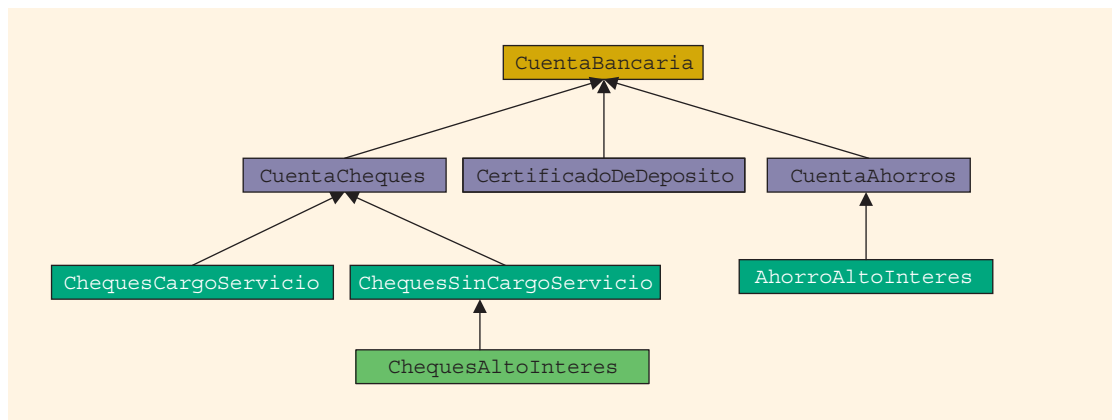 CuentaBancaria
CuentaCheques
CertificadoDeDeposito
CuentaAhorros
ChequesCargoServicio
ChequesSinCargoServicio
AhorroAltoInteres
ChequesAltoInteres